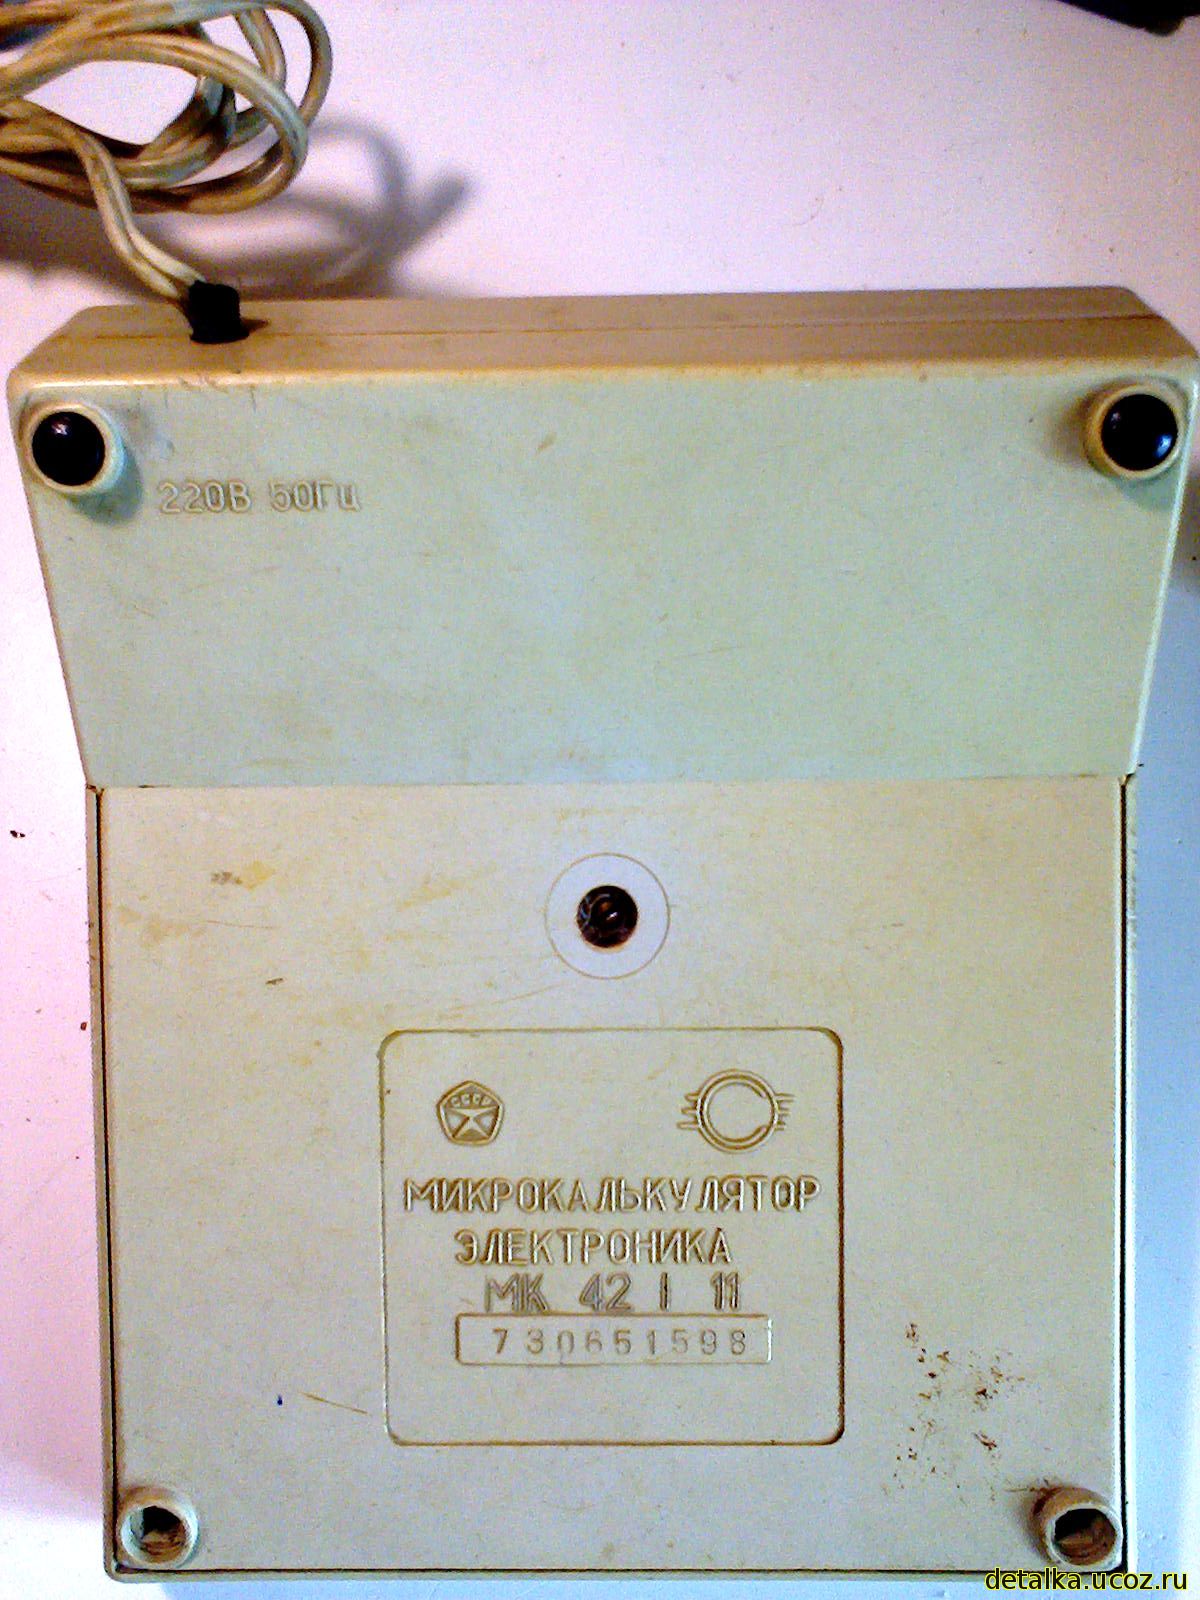 220В 50Гц
СССР
МИКРОКАЛЬКУЛЯТОР
ЭЛЕКТРОНИКА
МК 42 I 11
730651598
detalka.ucoz.ru